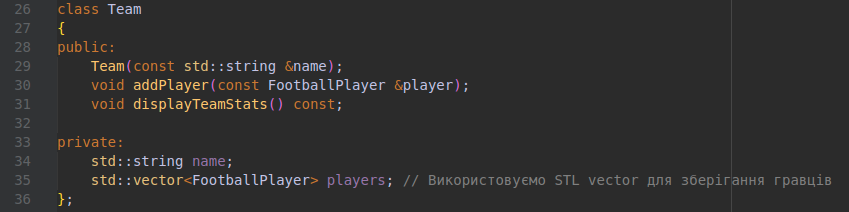 26 class Team
27 {
28 public:
29     Team(const std::string &name);
30     void addPlayer(const FootballPlayer &player);
31     void displayTeamStats() const;
32
33 private:
34     std::string name;
35     std::vector<FootballPlayer> players; // Використовуємо STL vector для зберігання гравців
36 };